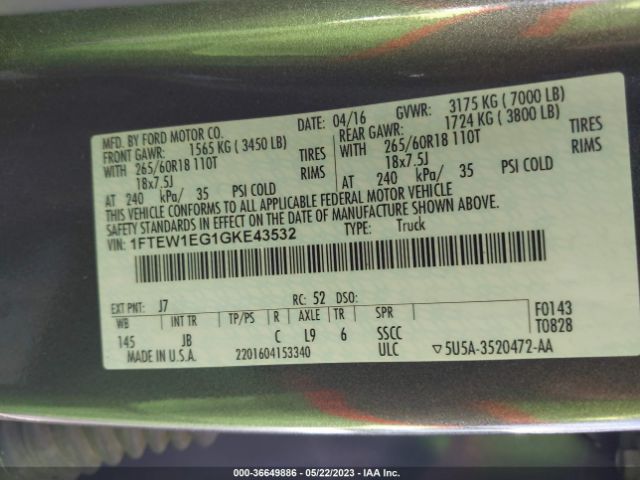 MFD. BY FORD MOTOR CO.
DATE: 04/16 GVWR: 3175 KG (7000 LB)
FRONT GAWR: 1565 KG (3450 LB)
REAR GAWR: 1724 KG (3800 LB)
WITH 265/60R18 110T TIRES
WITH 265/60R18 110T TIRES
18x7.5J RIMS
18x7.5J RIMS
AT 240 kPa/ 35 PSI COLD
AT 240 kPa/ 35 PSI COLD
THIS VEHICLE CONFORMS TO ALL APPLICABLE FEDERAL MOTOR VEHICLE
SAFETY STANDARDS IN EFFECT ON THE DATE OF MANUFACTURE SHOWN ABOVE.
VIN: 1FTEW1EG1GKE43532 TYPE: Truck
EXT PNT: J7 RC: 52 DSO:
WB INT TR TP/PS R AXLE TR SPR F0143
145 JB C L9 6 SSCC T0828
MADE IN U.S.A. 2201604153340 ULC ▽5U5A-3520472-AA
000-36649886 - 05/22/2023 - IAA Inc.